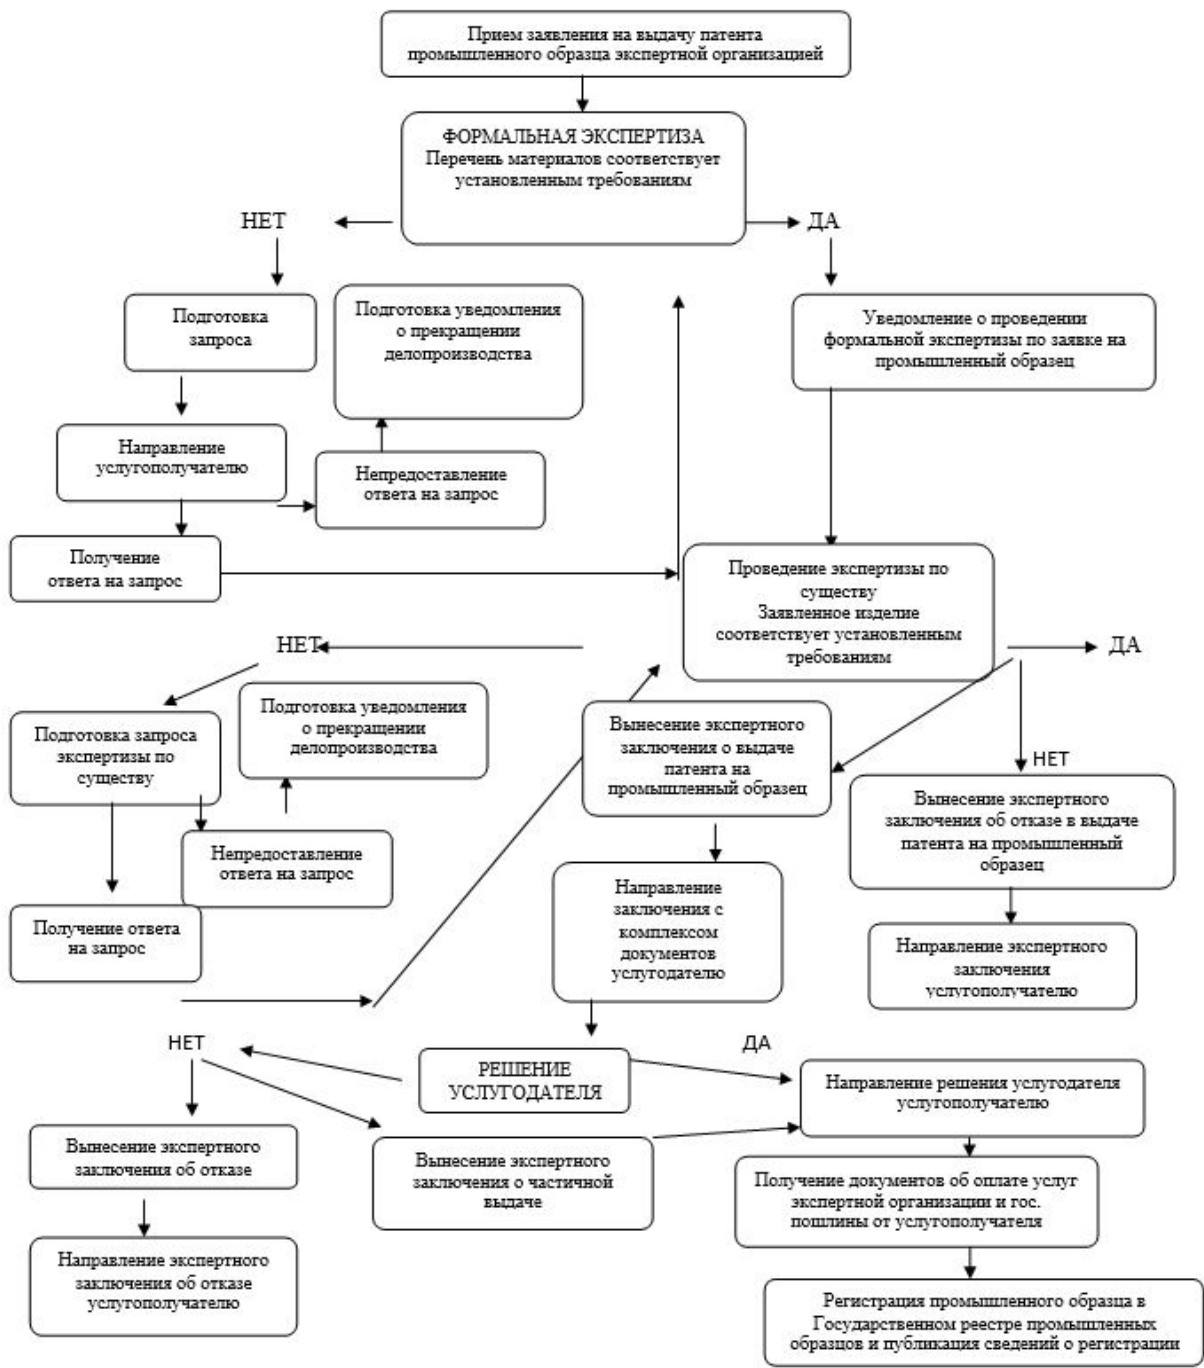 Прием заявления на выдачу патента
промышленного образца экспертной организацией
ФОРМАЛЬНАЯ ЭКСПЕРТИЗА
Перечень материалов соответствует
установленным требованиям
НЕТ
ДА
Подготовка
запроса
Подготовка уведомления
о прекращении
делопроизводства
Уведомление о проведении
формальной экспертизы по заявке на
промышленный образец
Направление
услугополучателю
Непредоставление
ответа на запрос
Получение
ответа на запрос
Проведение экспертизы по
существу
Заявленное изделие
соответствует установленным
требованиям
НЕТ
ДА
Подготовка запроса
экспертизы по
существу
Подготовка уведомления
о прекращении
делопроизводства
Вынесение экспертного
заключения о выдаче
патента на
промышленный образец
НЕТ
Вынесение экспертного
заключения об отказе в выдаче
патента на промышленный
образец
Непредоставление
ответа на запрос
Получение ответа
на запрос
Направление
заключения с
комплексом
документов
услугодателю
Направление экспертного
заключения
услугополучателю
НЕТ
РЕШЕНИЕ
УСЛУГОДАТЕЛЯ
ДА
Направление решения услугодателя
услугополучателю
Вынесение экспертного
заключения об отказе
Вынесение экспертного
заключения о частичной
выдаче
Получение документов об оплате услуг
экспертной организации и гос.
пошлины от услугополучателя
Направление экспертного
заключения об отказе
услугополучателю
Регистрация промышленного образца в
Государственном реестре промышленных
образцов и публикация сведений о регистрации